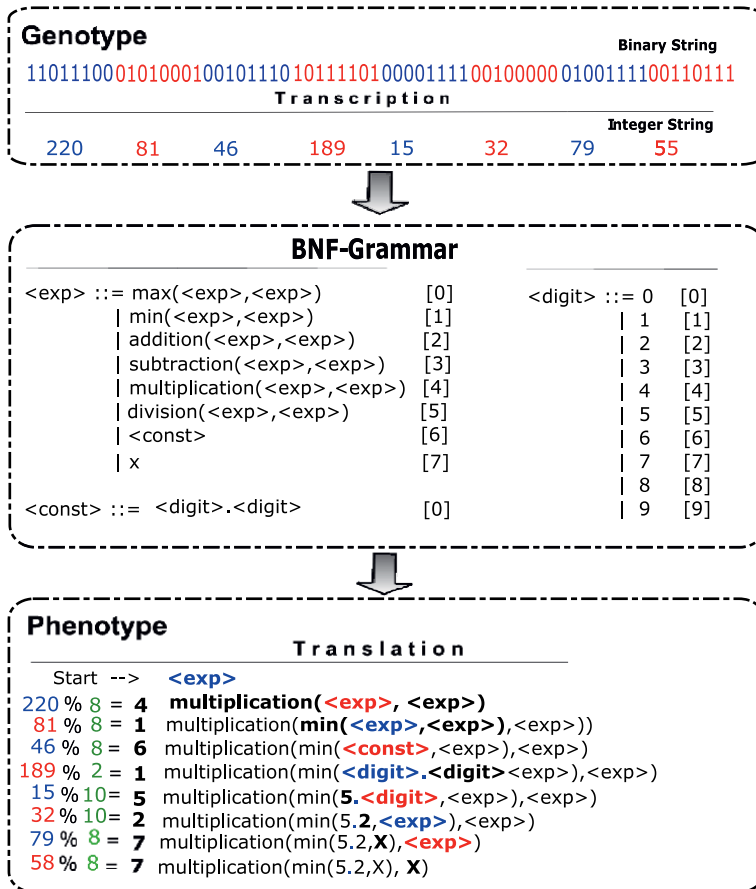 Genotype
Binary String
1101110001010001001011101011110100001111001000000100111100110111
Transcription
Integer String
220 81 46 189 15 32 79 55
BNF-Grammar
<exp> ::= max(<exp>,<exp>) [0]
| min(<exp>,<exp>) [1]
| addition(<exp>,<exp>) [2]
| subtraction(<exp>,<exp>) [3]
| multiplication(<exp>,<exp>) [4]
| division(<exp>,<exp>) [5]
| <const> [6]
| x [7]
<const> ::= <digit>.<digit> [0]
<digit> ::= 0 [0]
| 1 [1]
| 2 [2]
| 3 [3]
| 4 [4]
| 5 [5]
| 6 [6]
| 7 [7]
| 8 [8]
| 9 [9]
Phenotype
Translation
Start --> <exp>
220 % 8 = 4 multiplication(<exp>, <exp>)
81 % 8 = 1 multiplication(min(<exp>,<exp>),<exp>))
46 % 8 = 6 multiplication(min(<const>,<exp>),<exp>)
189 % 2 = 1 multiplication(min(<digit>.<digit><exp>),<exp>)
15 % 10 = 5 multiplication(min(5.<digit>,<exp>),<exp>)
32 % 10 = 2 multiplication(min(5.2,<exp>),<exp>)
79 % 8 = 7 multiplication(min(5.2,X),<exp>)
58 % 8 = 7 multiplication(min(5.2,X), X)